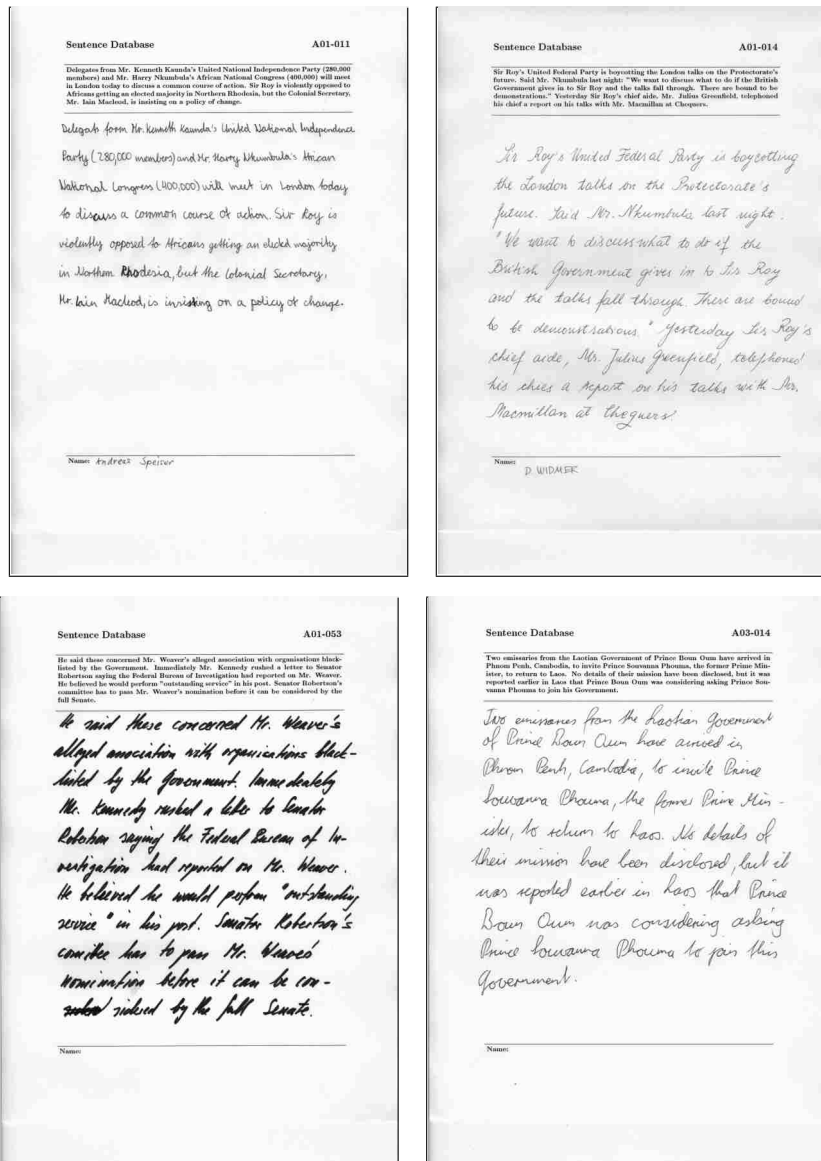 Sentence Database A01-011
Delegates from Mr. Kenneth Kaunda's United National Independence Party (280,000
members) and Mr. Harry Nkumbula's African National Congress (400,000) will meet
in London today to discuss a common course of action. Sir Roy is violently opposed to
Africans getting an elected majority in Northern Rhodesia, but the Colonial Secretary,
Mr. Iain Macleod, is insisting on a policy of change.
Delegats form Mr. Kenneth Kaunda's United National Independence
Party (280,000 members) and Mr. Harry Nkumbula's African
National Congress (400,000) will meet in London today
to discuss a common course of action. Sir Roy is
violently opposed to Africans getting an elected majority
in Northern Rhodesia, but the Colonial Secretary,
Mr. Iain Macleod, is insisting on a policy of change.
Name: Andreas Speiser
Sentence Database A01-014
Sir Roy's United Federal Party is boycotting the London talks on the Protectorate's
future. Said Mr. Nkumbula last night: "We want to discuss what to do if the British
Government gives in to Sir Roy and the talks fall through. There are bound to be
demonstrations." Yesterday Sir Roy's chief aide, Mr. Julius Greenfield, telephoned
his chief a report on his talks with Mr. Macmillan at Chequers.
Sir Roy's United Federal Party is boycotting
the London talks on the Protectorate's
future. Said Mr. Nkumbula last night.
"We want to discuss what to do if the
British Government gives in to Sir Roy
and the talks fall through. There are bound
to be demonstrations." Yesterday Sir Roy's
chief aide, Mr. Julius Greenfield, telephoned
his chies a report on his talks with Mr.
Macmillan at Chequers.
Name: D. WIDMER
Sentence Database A01-053
He said these concerned Mr. Weaver's alleged association with organisations black-
listed by the Government. Immediately Mr. Kennedy rushed a letter to Senator
Robertson saying the Federal Bureau of Investigation had reported on Mr. Weaver.
He believed he would perform "outstanding service" in his post. Senator Robertson's
committee has to pass Mr. Weaver's nomination before it can be considered by the
full Senate.
He said these concerned Mr. Weaver's
alleged association with organisations black-
listed by the Government. Immedeately
Mr. Kennedy rushed a letter to Senator
Robertson saying the Federal Bureau of In-
vestigation had reported on Mr. Weaver.
He believed he would perform "outstanding
service" in his post. Senator Robertson's
comitee has to pass Mr. Weaver's
nomination before it can be con-
sidered by the full Senate.
Name:
Sentence Database A03-014
Two emissaries from the Laotian Government of Prince Boun Oum have arrived in
Phnom Penh, Cambodia, to invite Prince Souvanna Phouma, the former Prime Min-
ister, to return to Laos. No details of their mission have been disclosed, but it was
reported earlier in Laos that Prince Boun Oum was considering asking Prince Sou-
vanna Phouma to join his Government.
Two emissaries from the Laotian Government
of Prince Boun Oum have arrived in
Phnom Penh, Cambodia, to invite Prince
Souvanna Phouma, the former Prime Min-
ister, to return to Laos. No details of
their mission have been disclosed, but it
was reported earlier in Laos that Prince
Boun Oum was considering asking
Prince Souvanna Phouma to join this
Government.
Name: